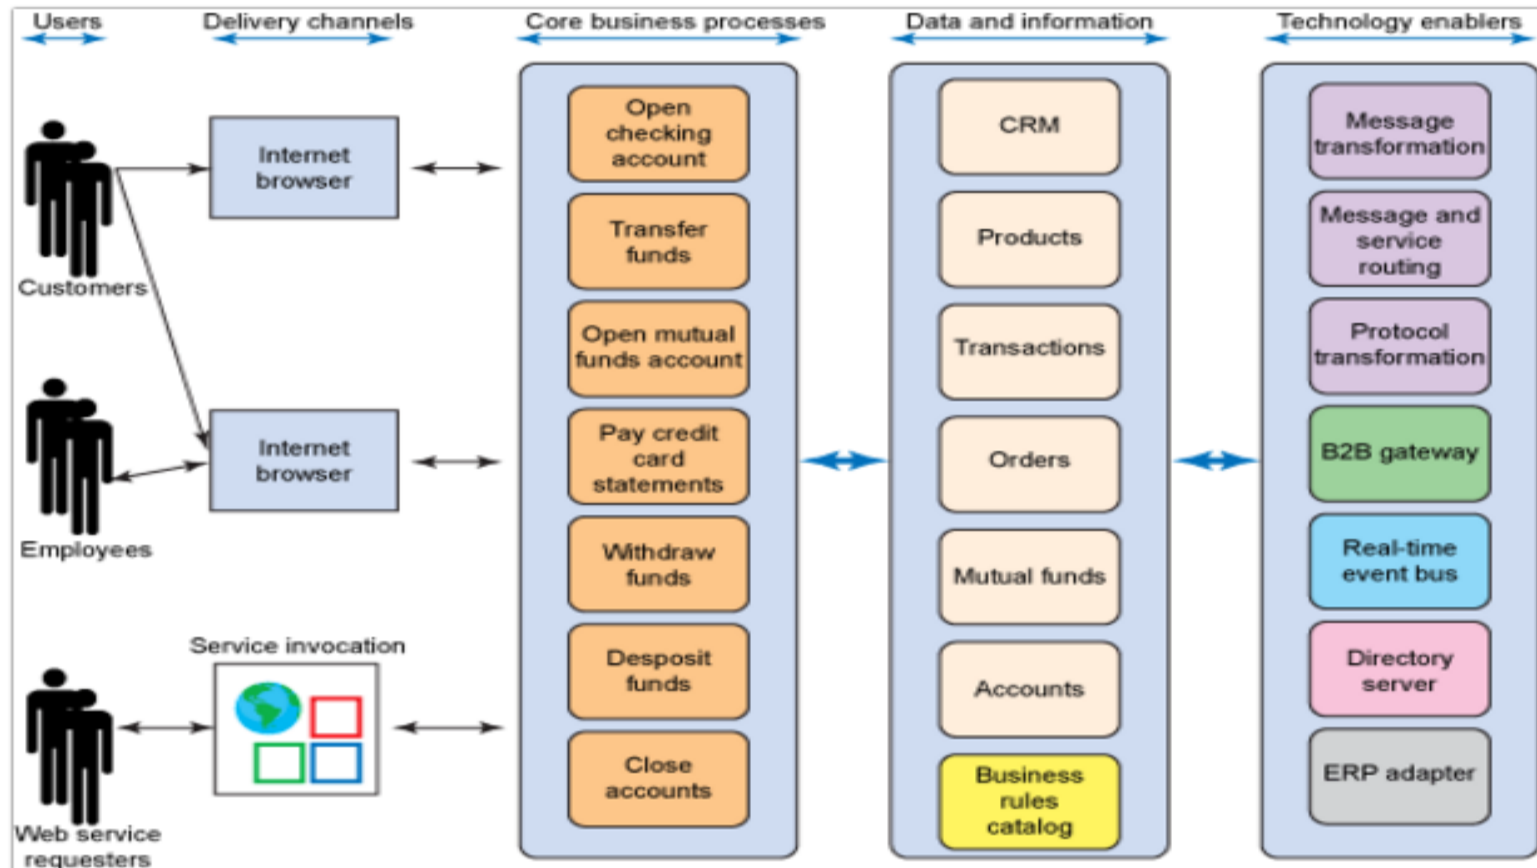 Users
Delivery channels
Core business processes
Data and information
Technology enablers
Customers
Employees
Web service
requesters
Internet
browser
Internet
browser
Service invocation
Open
checking
account
Transfer
funds
Open mutual
funds account
Pay credit
card
statements
Withdraw
funds
Desposit
funds
Close
accounts
CRM
Products
Transactions
Orders
Mutual funds
Accounts
Business
rules
catalog
Message
transformation
Message and
service
routing
Protocol
transformation
B2B gateway
Real-time
event bus
Directory
server
ERP adapter